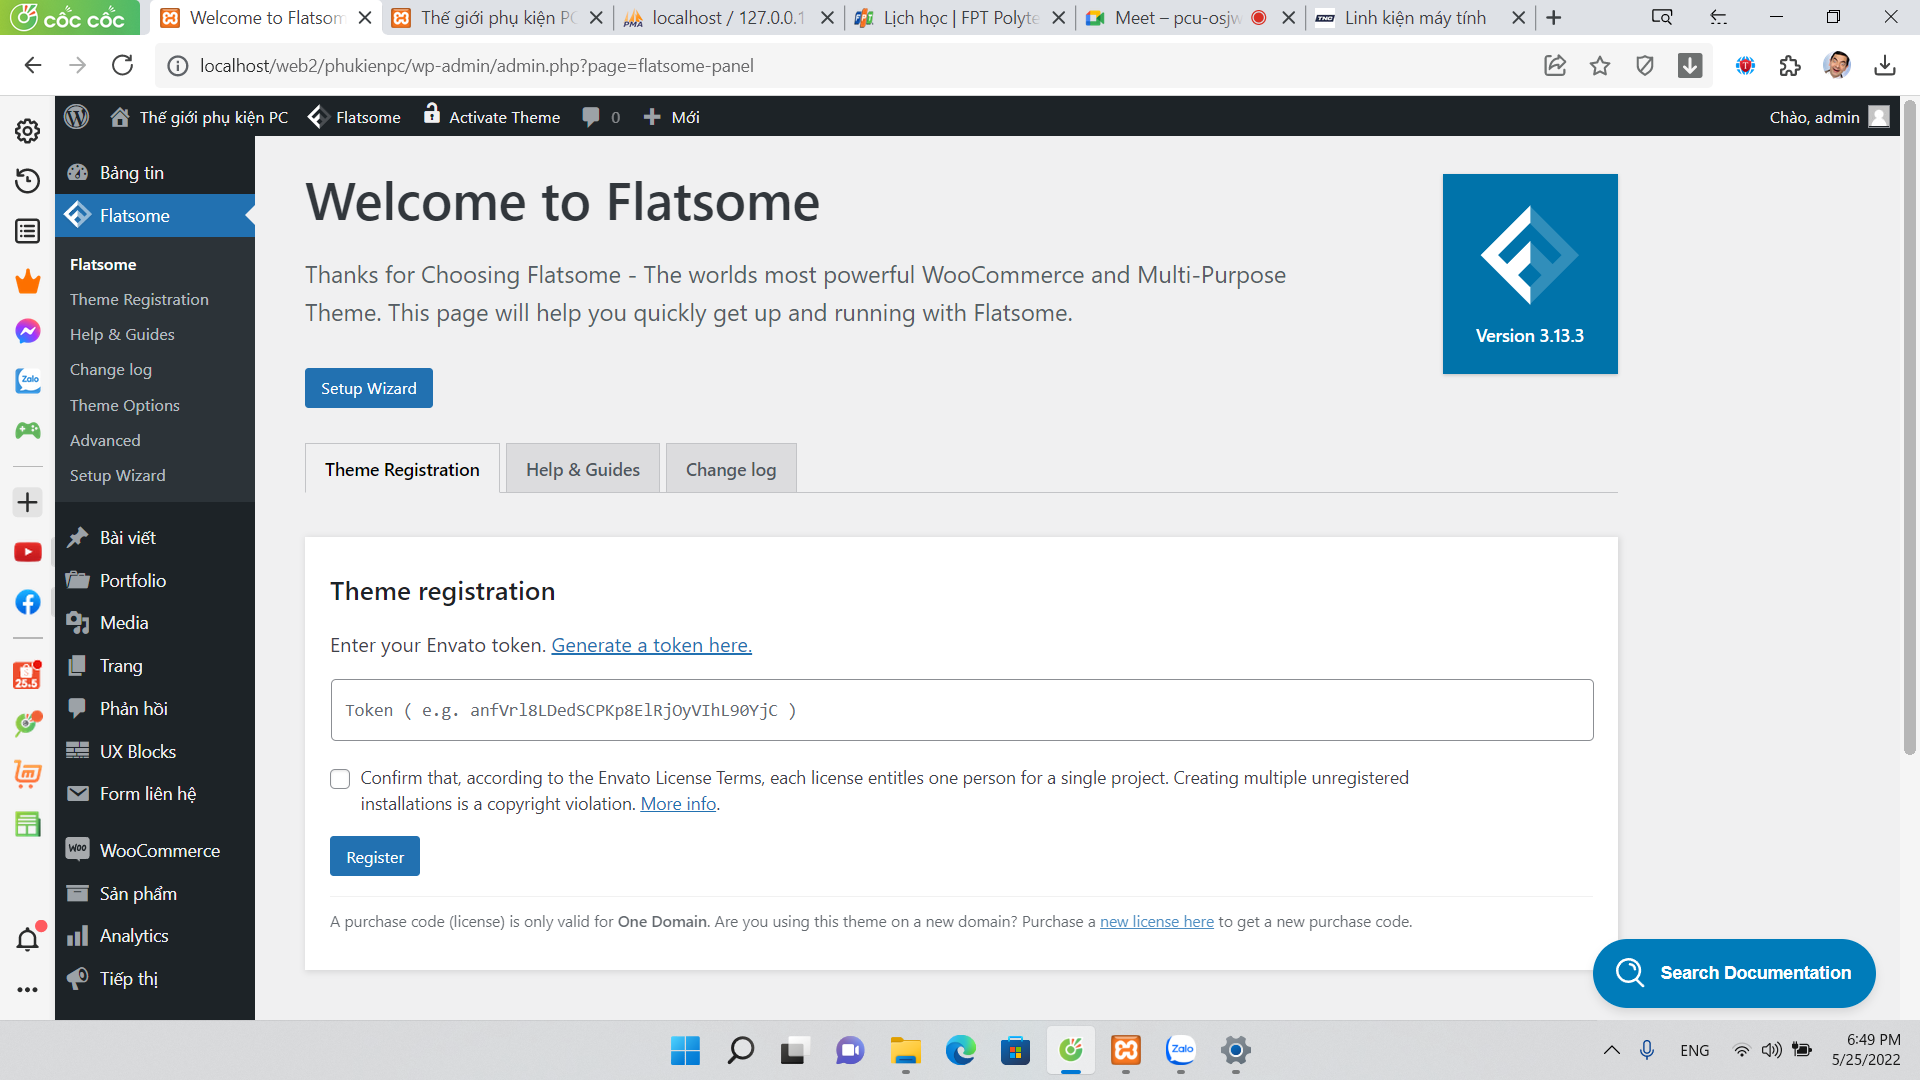 cốc cốc
Welcome to Flatsom
Thế giới phụ kiện PC
localhost / 127.0.0.1
Lịch học | FPT Polyte
Meet – pcu-osjw
Linh kiện máy tính
localhost/web2/phukienpc/wp-admin/admin.php?page=flatsome-panel
Thế giới phụ kiện PC
Flatsome
Activate Theme
0
Mới
Chào, admin
Bảng tin
Flatsome
Flatsome
Theme Registration
Help & Guides
Change log
Theme Options
Advanced
Setup Wizard
Bài viết
Portfolio
Media
Trang
Phản hồi
UX Blocks
Form liên hệ
WooCommerce
Sản phẩm
Analytics
Tiếp thị
Zalo
25.5
Woo
Welcome to Flatsome
Thanks for Choosing Flatsome - The worlds most powerful WooCommerce and Multi-Purpose
Theme. This page will help you quickly get up and running with Flatsome.
Version 3.13.3
Setup Wizard
Theme Registration
Help & Guides
Change log
Theme registration
Enter your Envato token. Generate a token here.
Token ( e.g. anfVrl8LDedSCPKp8ElRjOyVIhL90YjC )
Confirm that, according to the Envato License Terms, each license entitles one person for a single project. Creating multiple unregistered
installations is a copyright violation. More info.
Register
A purchase code (license) is only valid for One Domain. Are you using this theme on a new domain? Purchase a new license here to get a new purchase code.
Search Documentation
Zalo
ENG
6:49 PM
5/25/2022